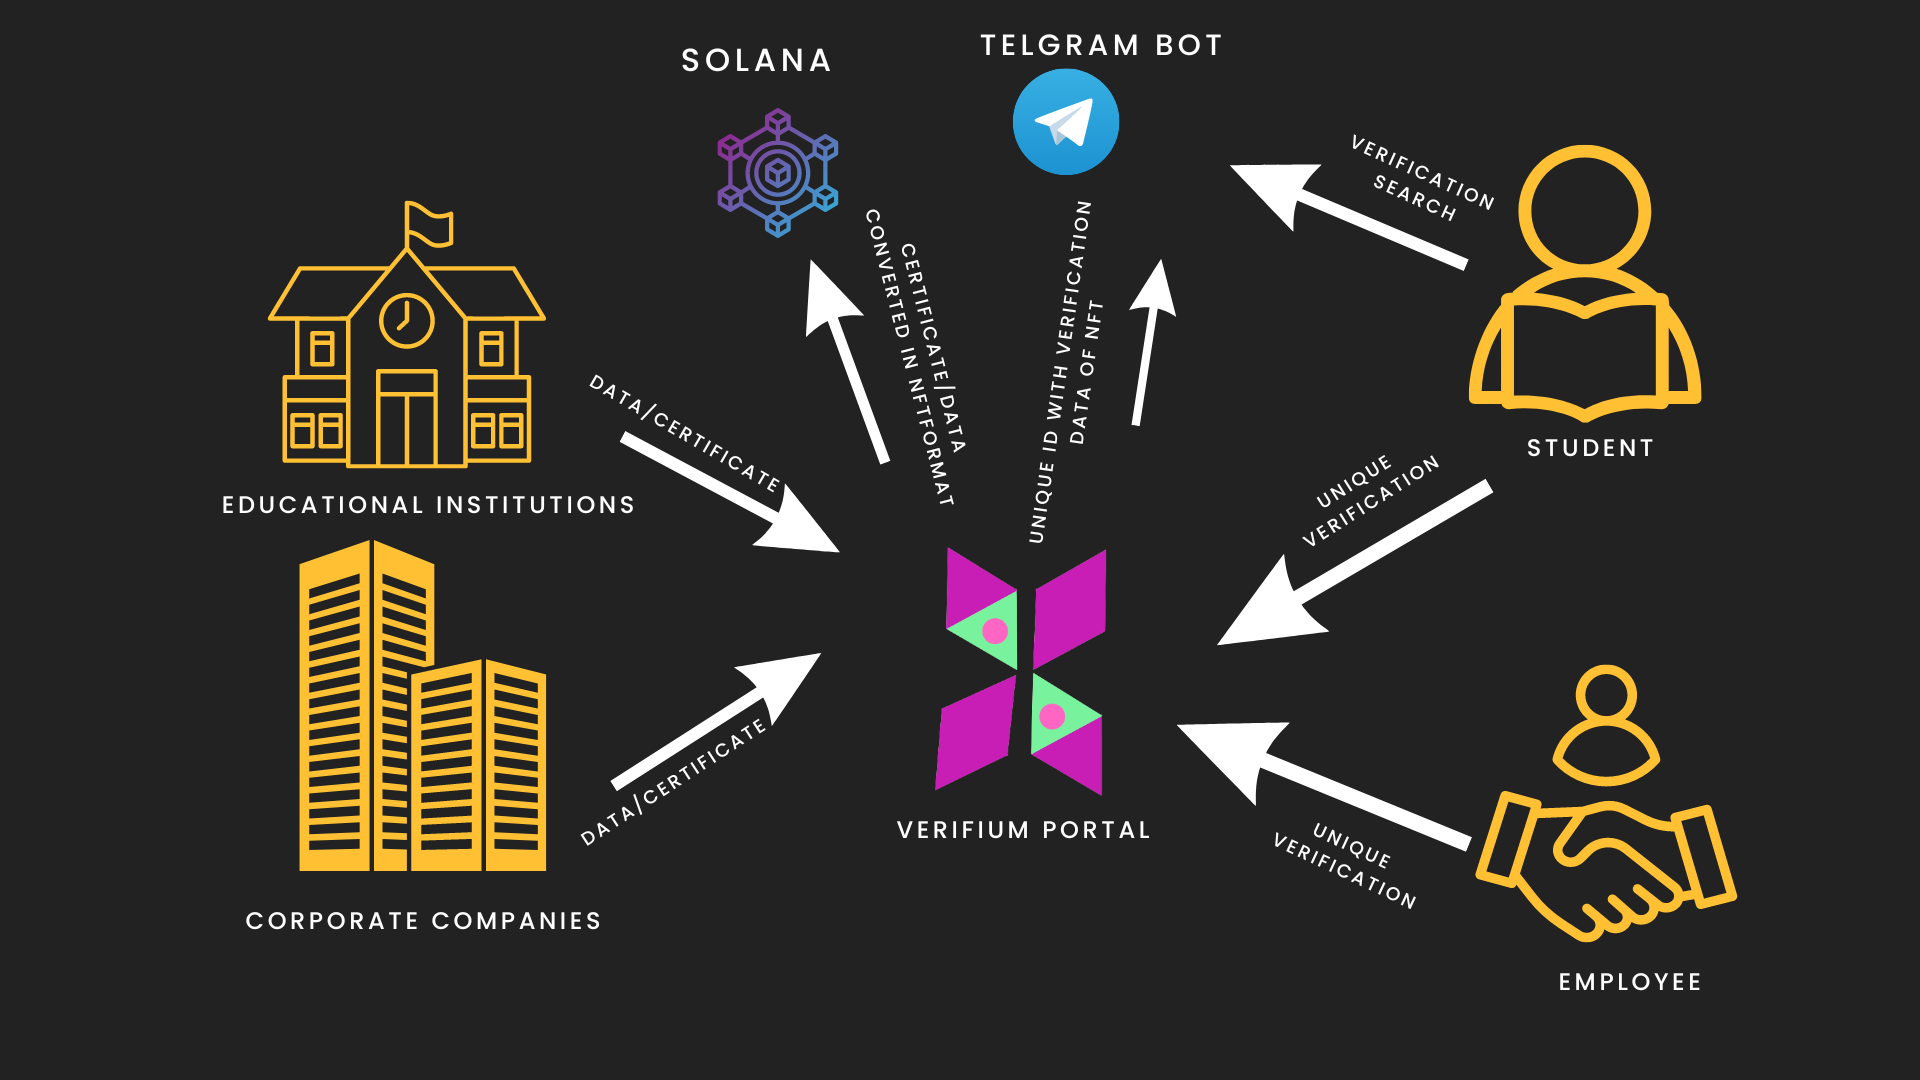 SOLANA
TELGRAM BOT
VERIFICATION
SEARCH
CERTIFICATE/DATA
CONVERTED IN NFTFORMAT
UNIQUE ID WITH VERIFICATION
DATA OF NFT
DATA/CERTIFICATE
EDUCATIONAL INSTITUTIONS
STUDENT
UNIQUE
VERIFICATION
DATA/CERTIFICATE
VERIFIUM PORTAL
UNIQUE
VERIFICATION
CORPORATE COMPANIES
EMPLOYEE